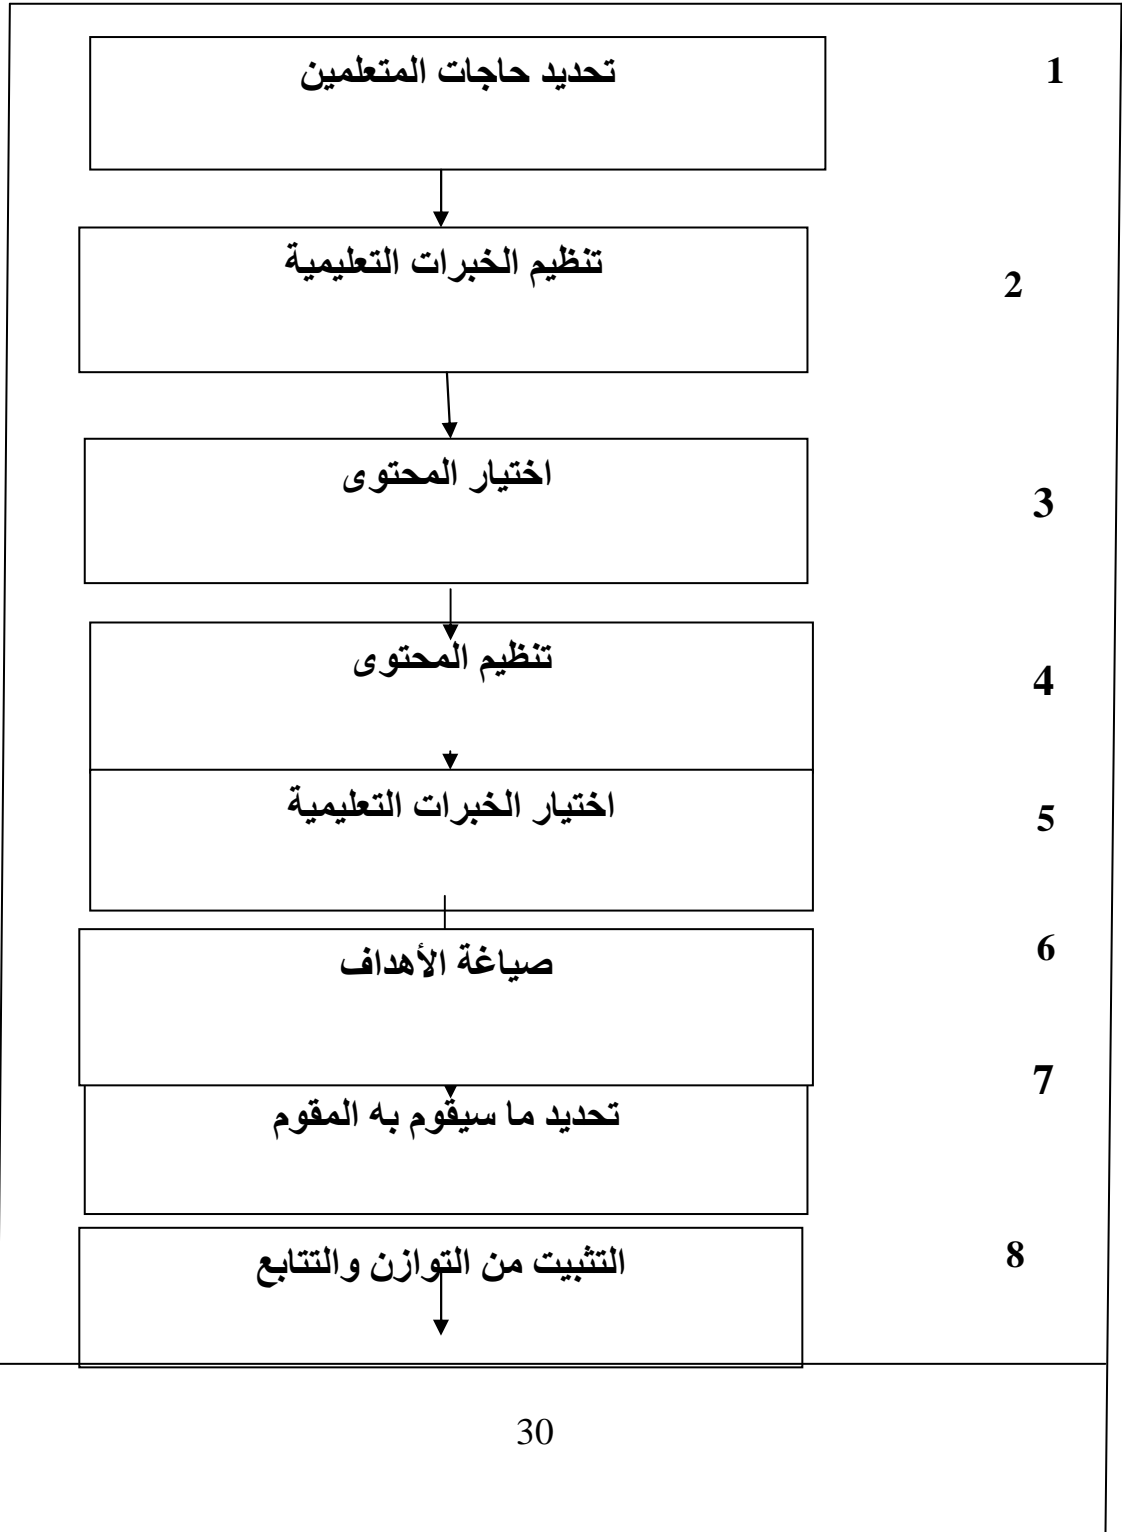 تحديد حاجات المتعلمين 1
تنظيم الخبرات التعليمية 2
اختيار المحتوى 3
تنظيم المحتوى 4
اختيار الخبرات التعليمية 5
صياغة الأهداف 6
تحديد ما سيقوم به المقوم 7
التثبيت من التوازن والتتابع 8
30